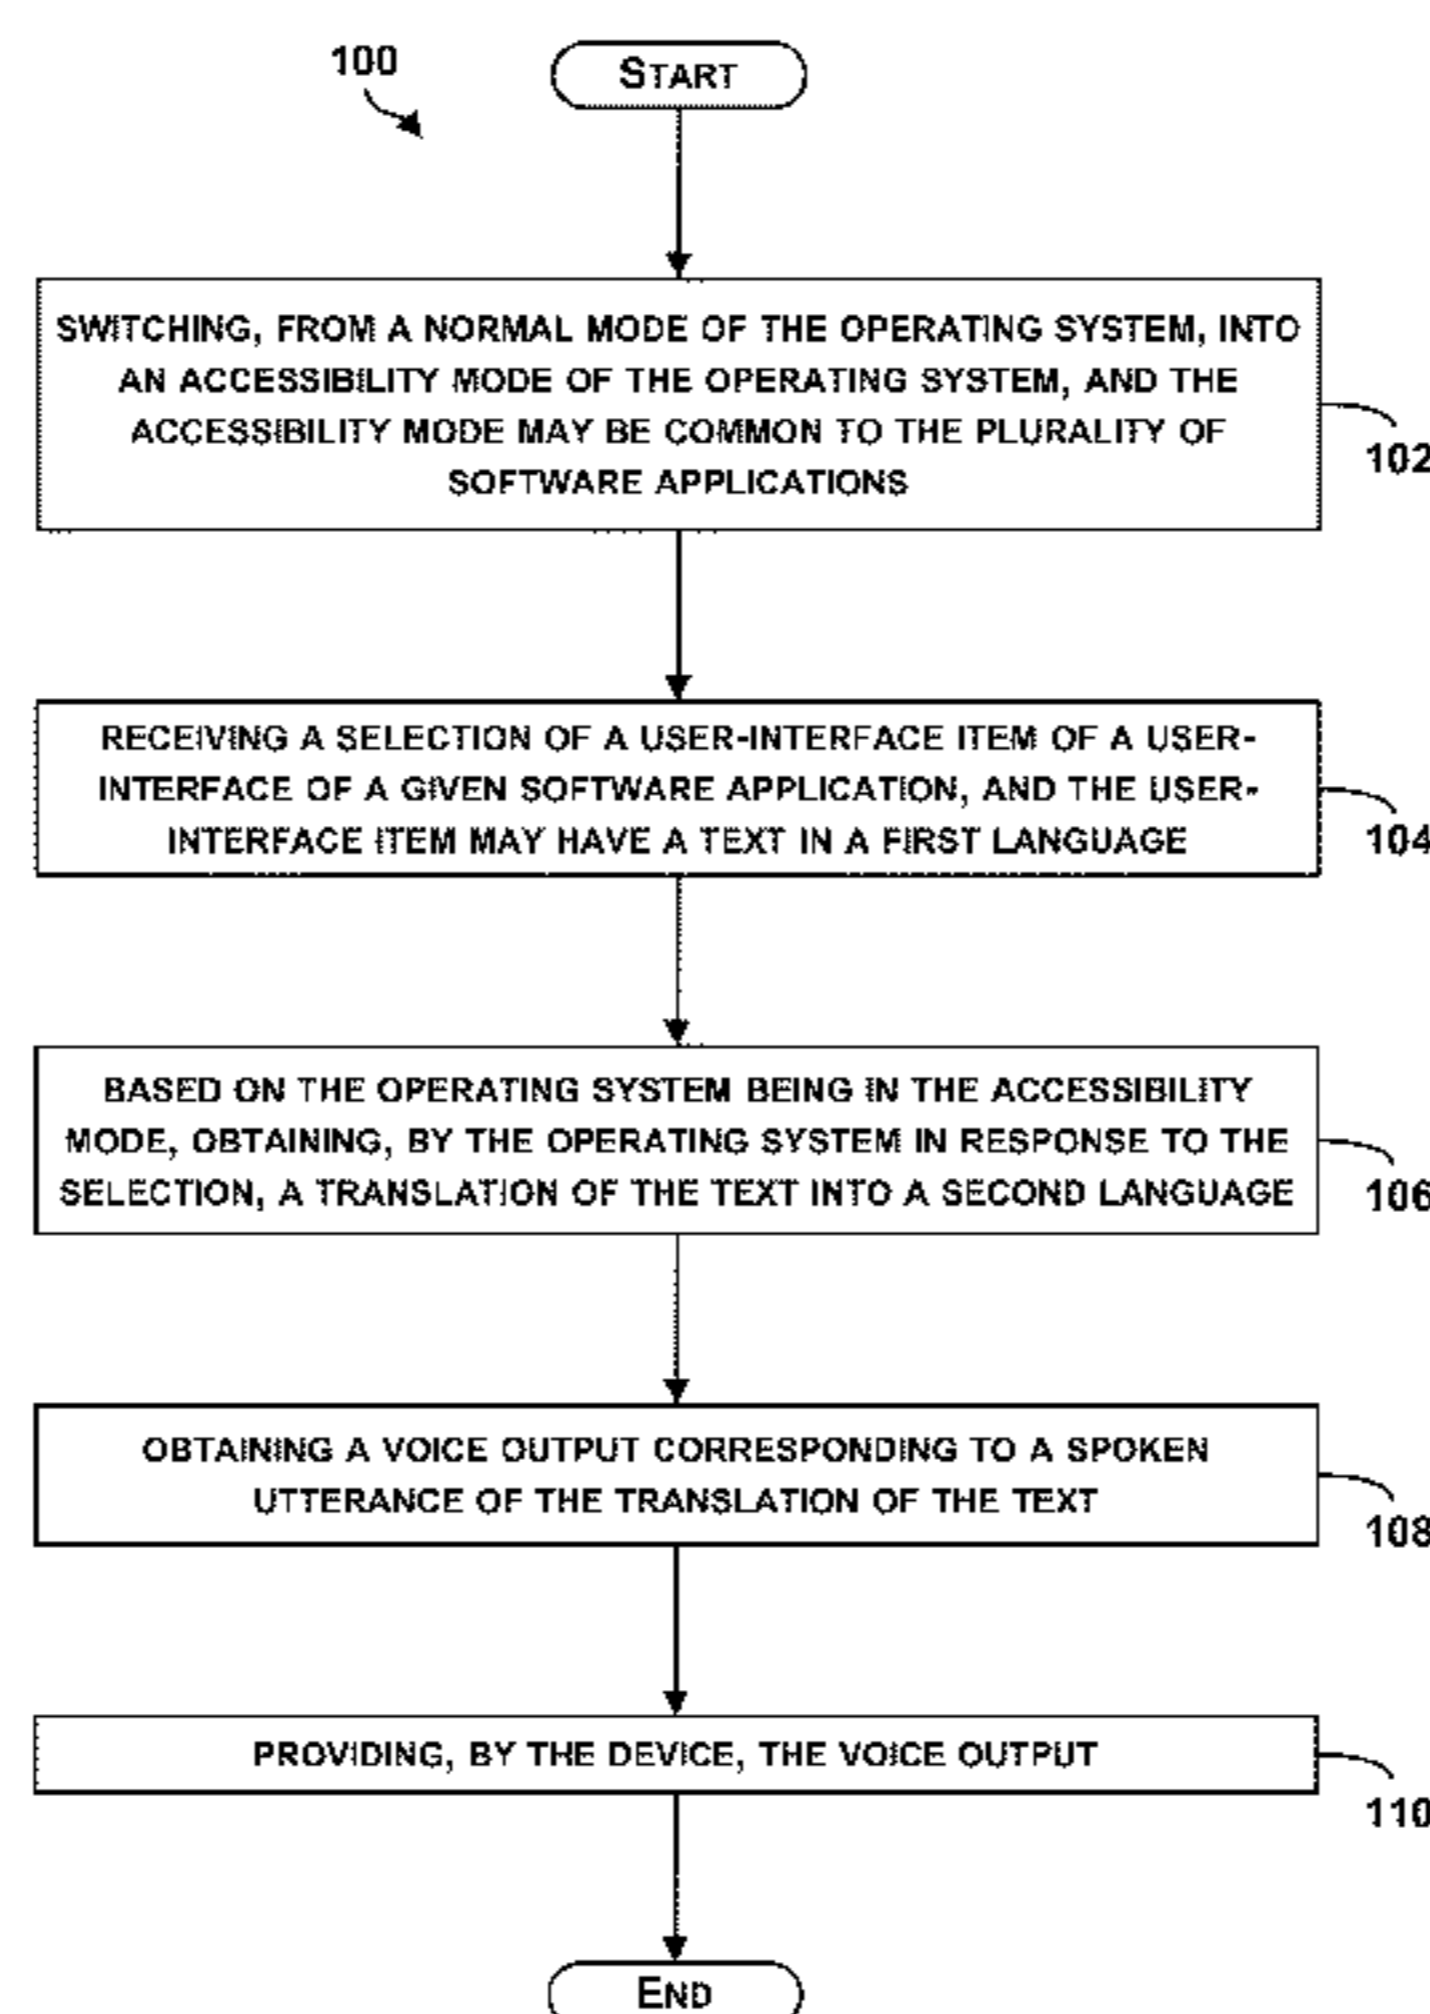 100
START
SWITCHING, FROM A NORMAL MODE OF THE OPERATING SYSTEM, INTO
AN ACCESSIBILITY MODE OF THE OPERATING SYSTEM, AND THE
ACCESSIBILITY MODE MAY BE COMMON TO THE PLURALITY OF
SOFTWARE APPLICATIONS
102
RECEIVING A SELECTION OF A USER-INTERFACE ITEM OF A USER-
INTERFACE OF A GIVEN SOFTWARE APPLICATION, AND THE USER-
INTERFACE ITEM MAY HAVE A TEXT IN A FIRST LANGUAGE
104
BASED ON THE OPERATING SYSTEM BEING IN THE ACCESSIBILITY
MODE, OBTAINING, BY THE OPERATING SYSTEM IN RESPONSE TO THE
SELECTION, A TRANSLATION OF THE TEXT INTO A SECOND LANGUAGE
106
OBTAINING A VOICE OUTPUT CORRESPONDING TO A SPOKEN
UTTERANCE OF THE TRANSLATION OF THE TEXT
108
PROVIDING, BY THE DEVICE, THE VOICE OUTPUT
110
END